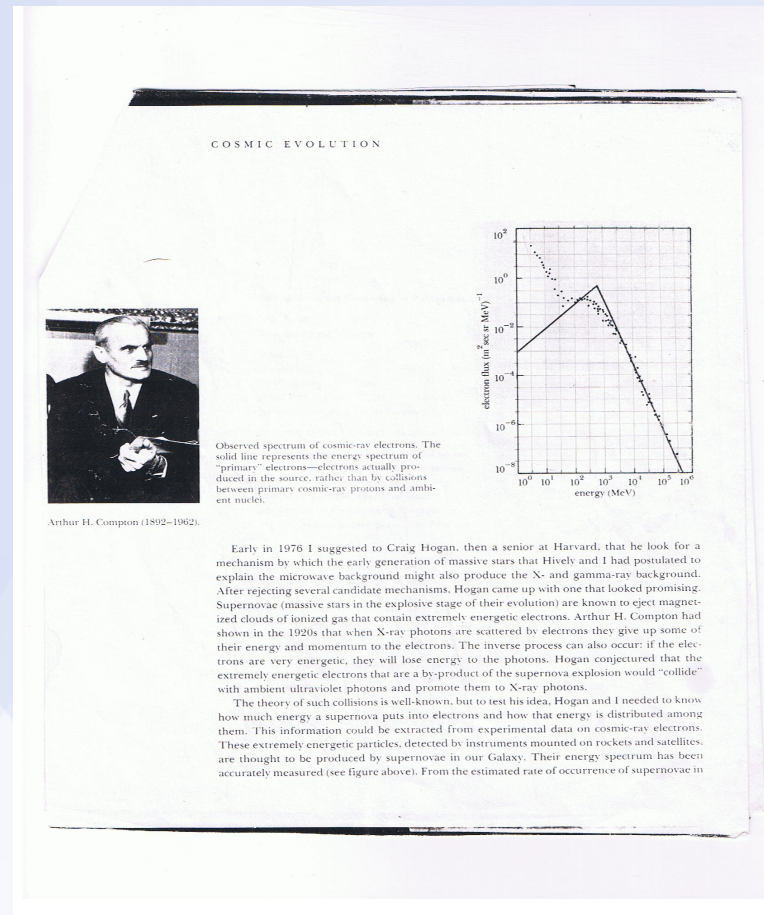 COSMIC EVOLUTION
10²
10⁰
10⁻²
10⁻⁴
10⁻⁶
10⁻⁸
electron flux (m² sec sr MeV)⁻¹
10⁰ 10¹ 10² 10³ 10⁴ 10⁵ 10⁶
energy (MeV)
Observed spectrum of cosmic-ray electrons. The
solid line represents the energy spectrum of
"primary" electrons—electrons actually pro-
duced in the source, rather than by collisions
between primary cosmic-ray protons and ambi-
ent nuclei.
Arthur H. Compton (1892–1962).
Early in 1976 I suggested to Craig Hogan, then a senior at Harvard, that he look for a
mechanism by which the early generation of massive stars that Hively and I had postulated to
explain the microwave background might also produce the X- and gamma-ray background.
After rejecting several candidate mechanisms, Hogan came up with one that looked promising.
Supernovae (massive stars in the explosive stage of their evolution) are known to eject magnet-
ized clouds of ionized gas that contain extremely energetic electrons. Arthur H. Compton had
shown in the 1920s that when X-ray photons are scattered by electrons they give up some of
their energy and momentum to the electrons. The inverse process can also occur: if the elec-
trons are very energetic, they will lose energy to the photons. Hogan conjectured that the
extremely energetic electrons that are a by-product of the supernova explosion would "collide"
with ambient ultraviolet photons and promote them to X-ray photons.
The theory of such collisions is well-known, but to test his idea, Hogan and I needed to know
how much energy a supernova puts into electrons and how that energy is distributed among
them. This information could be extracted from experimental data on cosmic-ray electrons.
These extremely energetic particles, detected by instruments mounted on rockets and satellites,
are thought to be produced by supernovae in our Galaxy. Their energy spectrum has been
accurately measured (see figure above). From the estimated rate of occurrence of supernovae in